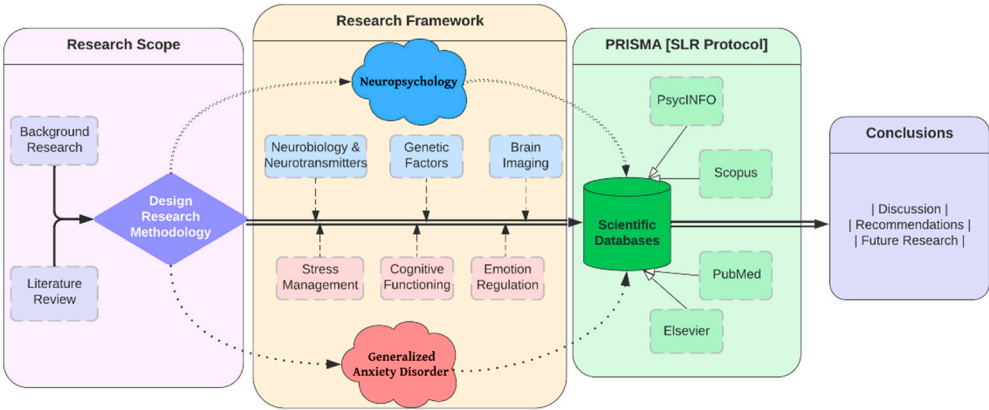 Research Scope
Background
Research
Design
Research
Methodology
Literature
Review
Research Framework
Neuropsychology
Neurobiology &
Neurotransmitters
Genetic
Factors
Brain
Imaging
Stress
Management
Cognitive
Functioning
Emotion
Regulation
Generalized
Anxiety Disorder
PRISMA [SLR Protocol]
PsycINFO
Scopus
Scientific
Databases
PubMed
Elsevier
Conclusions
| Discussion |
| Recommendations |
| Future Research |